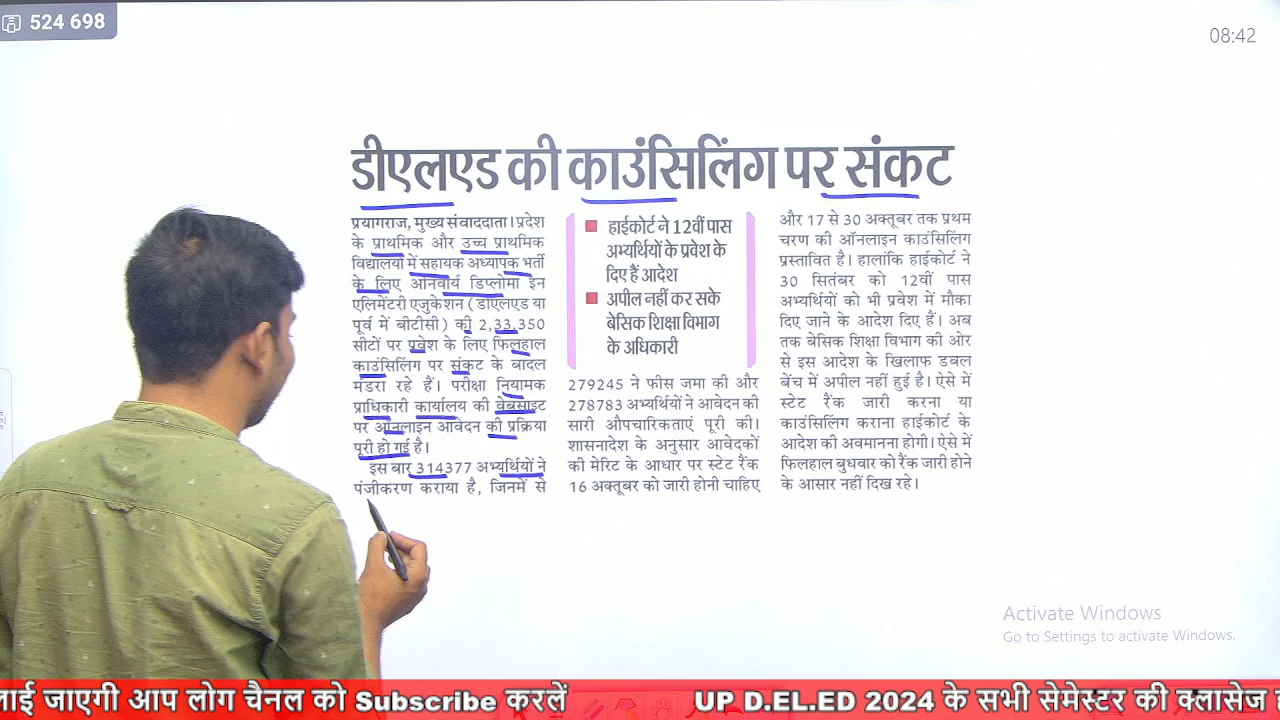 524 698
08:42
डीएलएड की काउंसिलिंग पर संकट
प्रयागराज, मुख्य संवाददाता। प्रदेश
के प्राथमिक और उच्च प्राथमिक
विद्यालयों में सहायक अध्यापक भर्ती
के लिए अनिवार्य डिप्लोमा इन
एलिमेंटरी एजुकेशन (डीएलएड या
पूर्व में बीटीसी) की 2,33,350
सीटों पर प्रवेश के लिए फिलहाल
काउंसिलिंग पर संकट के बादल
मंडरा रहे हैं। परीक्षा नियामक
प्राधिकारी कार्यालय की वेबसाइट
पर ऑनलाइन आवेदन की प्रक्रिया
पूरी हो गई है।
इस बार 314377 अभ्यर्थियों ने
पंजीकरण कराया है, जिनमें से
हाईकोर्ट ने 12वीं पास
अभ्यर्थियों के प्रवेश के
दिए हैं आदेश
अपील नहीं कर सके
बेसिक शिक्षा विभाग
के अधिकारी
279245 ने फीस जमा की और
278783 अभ्यर्थियों ने आवेदन की
सारी औपचारिकताएं पूरी की।
शासनादेश के अनुसार आवेदकों
की मेरिट के आधार पर स्टेट रैंक
16 अक्तूबर को जारी होनी चाहिए
और 17 से 30 अक्तूबर तक प्रथम
चरण की ऑनलाइन काउंसिलिंग
प्रस्तावित है। हालांकि हाईकोर्ट ने
30 सितंबर को 12वीं पास
अभ्यर्थियों को भी प्रवेश में मौका
दिए जाने के आदेश दिए हैं। अब
तक बेसिक शिक्षा विभाग की ओर
से इस आदेश के खिलाफ डबल
बेंच में अपील नहीं हुई है। ऐसे में
स्टेट रैंक जारी करना या
काउंसिलिंग कराना हाईकोर्ट के
आदेश की अवमानना होगी। ऐसे में
फिलहाल बुधवार को रैंक जारी होने
के आसार नहीं दिख रहे।
Activate Windows
Go to Settings to activate Windows.
लाई जाएगी आप लोग चैनल को Subscribe करलें UP D.EL.ED 2024 के सभी सेमेस्टर की क्लासेज